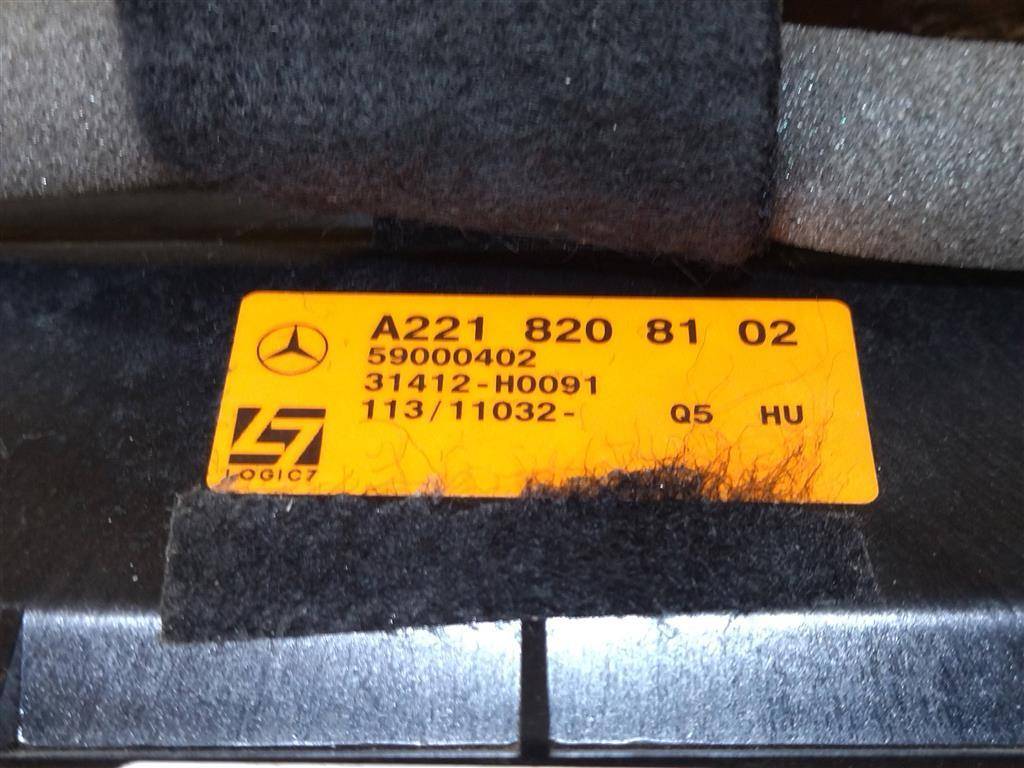 A221 820 81 02
59000402
31412-H0091
113/11032- Q5 HU
LOGIC7